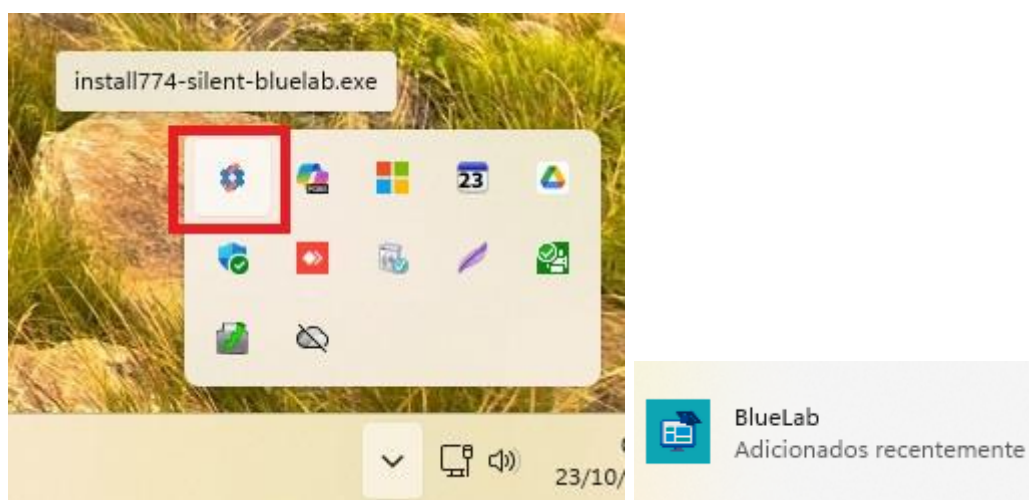 install774-silent-bluelab.exe
23
23/10/
BlueLab
Adicionados recentemente